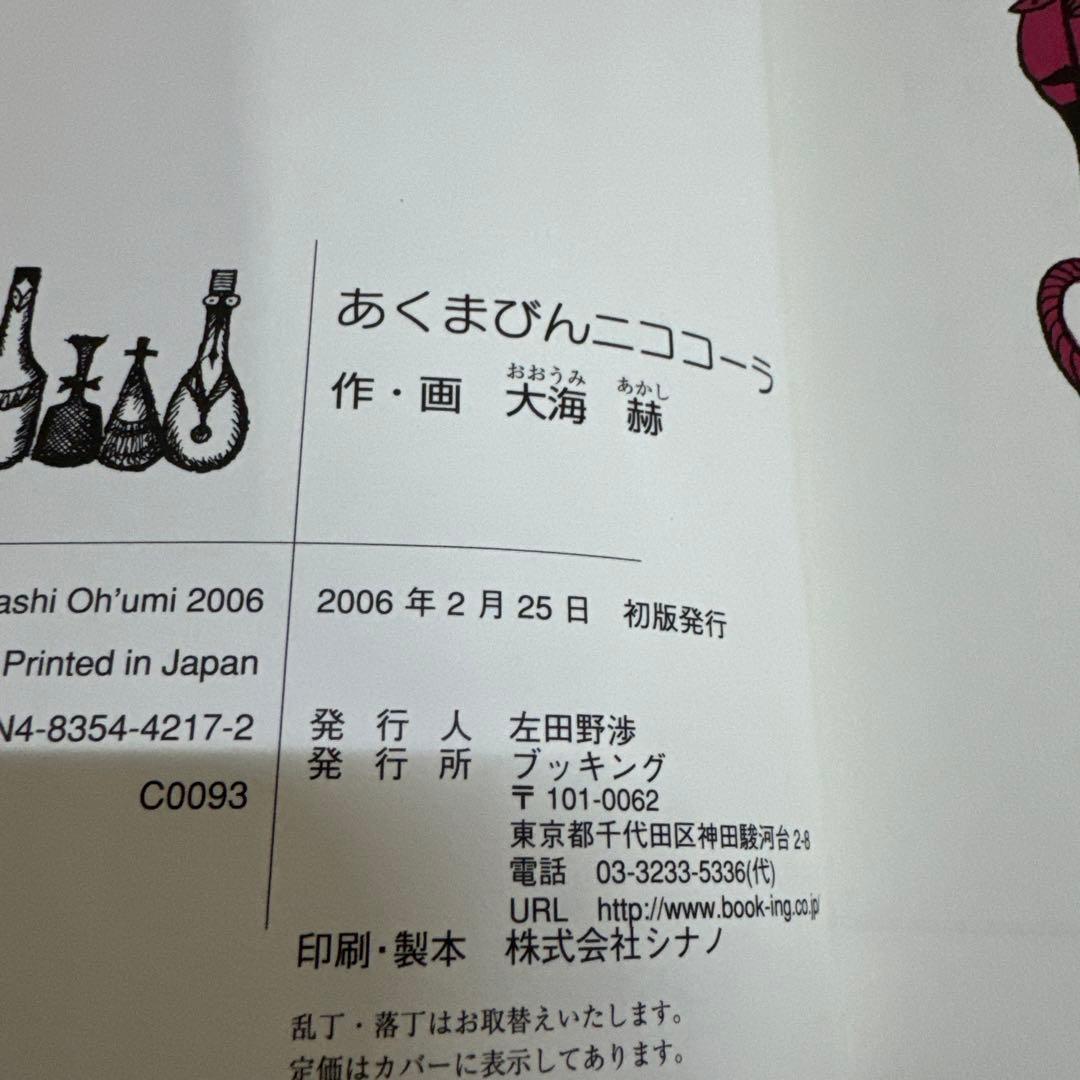 あくまびんニココーラ
おおうみ あかし
作・画 大海 赫
ashi Oh'umi 2006
Printed in Japan
N4-8354-4217-2
C0093
2006年2月25日 初版発行
発行人 左田野渉
発行所 ブッキング
〒101-0062
東京都千代田区神田駿河台2-8
電話 03-3233-5336(代)
URL http://www.book-ing.co.jp
印刷・製本 株式会社シナノ
乱丁・落丁はお取替えいたします。
定価はカバーに表示してあります。